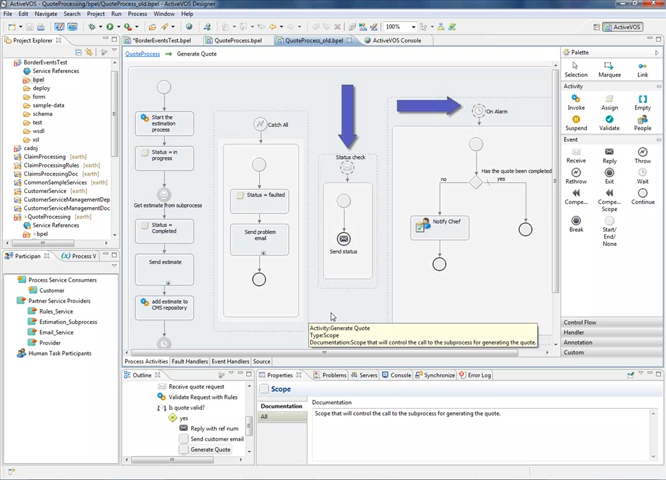 QuoteProcessing/bpel/QuoteProcess_old.bpel - ActiveVOS Designer
File Edit Navigate Search Project Run Process Window Help
100%
ActiveVOS
Project Explorer
BorderEventsTest
Service References
bpel
deploy
form
sample-data
schema
test
wsdl
xsl
cadoj
ClaimProcessing [earth]
ClaimProcessingRules [earth]
ClaimProcessingDoc [earth]
CommonSampleServices [earth]
CustomerService [earth]
CustomerServiceManagementDep
CustomerServiceManagementDoc
QuoteProcessing [earth]
Service References
bpel
Participan
Process V
Process Service Consumers
Customer
Partner Service Providers
Rules_Service
Estimation_Subprocess
Email_Service
Provider
Human Task Participants
*BorderEventsTest.bpel
QuoteProcess.bpel
QuoteProcess_old.bpel
ActiveVOS Console
QuoteProcess
Generate Quote
Start the estimation process
Status = in progress
Get estimate from subprocess
Status = Completed
Send estimate
add estimate to CMS repository
Catch All
Status = faulted
Send problem email
Status check
Send status
On Alarm
Has the quote been completed
no
yes
Notify Chief
Activity:Generate Quote
Type:Scope
Documentation:Scope that will control the call to the subprocess for generating the quote.
Process Activities Fault Handlers Event Handlers Source
Palette
Selection Marquee Link
Activity
Invoke Assign Empty
Suspend Validate People
Event
Receive Reply Throw
Rethrow Exit Wait
Compe... Compe... Scope Continue
Break Start/ End/ None
Control Flow
Handler
Annotation
Custom
Outline
Receive quote request
Validate Request with Rules
Is quote valid?
yes
Reply with ref num
Send customer email
Generate Quote
Properties Problems Servers Console Synchronize Error Log
Scope
Documentation
All
Documentation
Scope that will control the call to the subprocess for generating the quote.